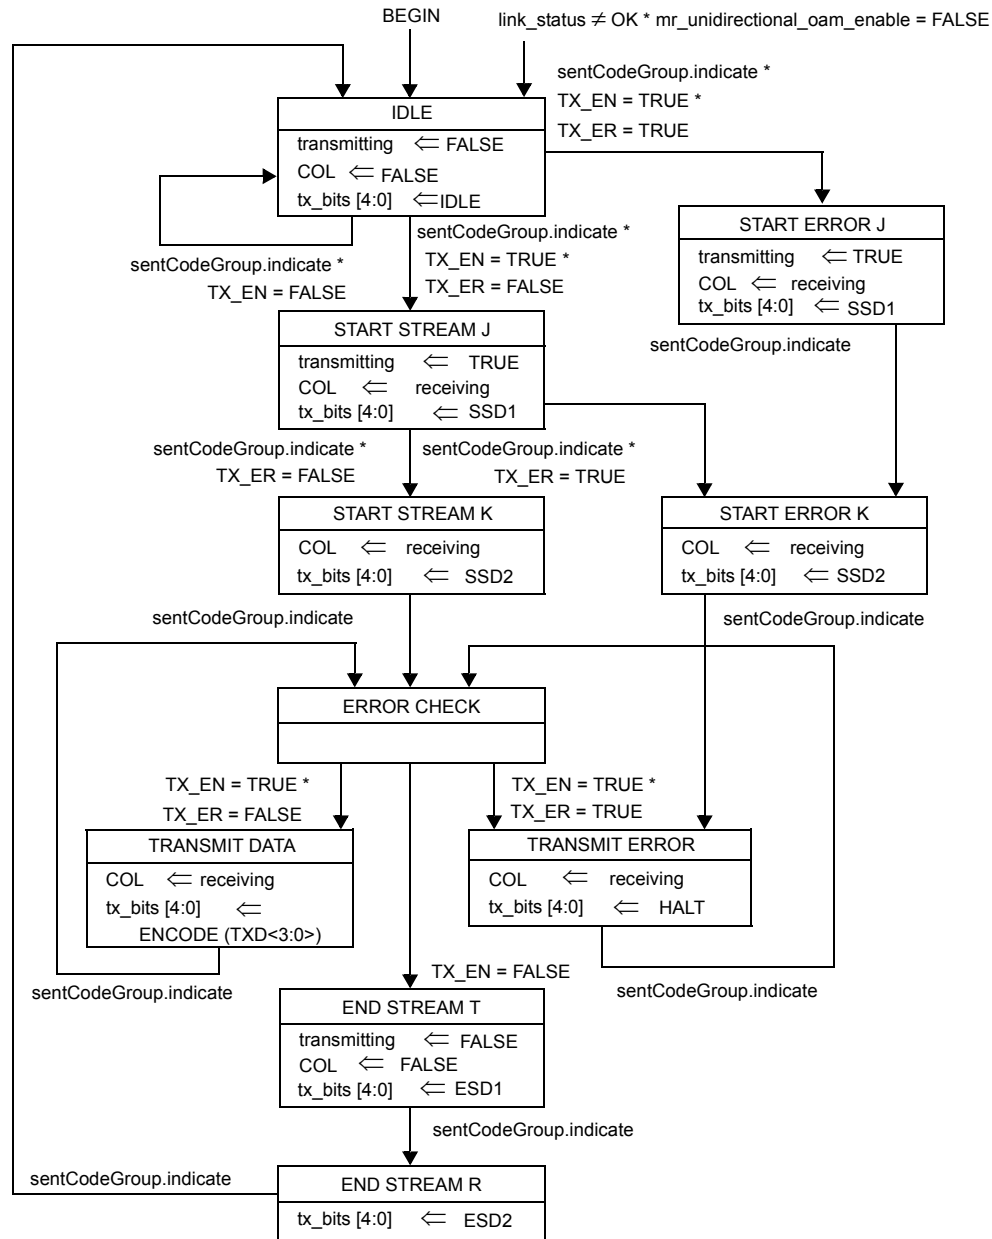 BEGIN
link_status ≠ OK * mr_unidirectional_oam_enable = FALSE
sentCodeGroup.indicate *
TX_EN = TRUE *
TX_ER = TRUE
IDLE
transmitting ⇐ FALSE
COL ⇐ FALSE
tx_bits [4:0] ⇐ IDLE
sentCodeGroup.indicate *
TX_EN = FALSE
sentCodeGroup.indicate *
TX_EN = TRUE *
TX_ER = FALSE
START ERROR J
transmitting ⇐ TRUE
COL ⇐ receiving
tx_bits [4:0] ⇐ SSD1
sentCodeGroup.indicate
START STREAM J
transmitting ⇐ TRUE
COL ⇐ receiving
tx_bits [4:0] ⇐ SSD1
sentCodeGroup.indicate *
TX_ER = FALSE
sentCodeGroup.indicate *
TX_ER = TRUE
START STREAM K
COL ⇐ receiving
tx_bits [4:0] ⇐ SSD2
START ERROR K
COL ⇐ receiving
tx_bits [4:0] ⇐ SSD2
sentCodeGroup.indicate
sentCodeGroup.indicate
ERROR CHECK
TX_EN = TRUE *
TX_ER = FALSE
TX_EN = TRUE *
TX_ER = TRUE
TRANSMIT DATA
COL ⇐ receiving
tx_bits [4:0] ⇐
ENCODE (TXD<3:0>)
TRANSMIT ERROR
COL ⇐ receiving
tx_bits [4:0] ⇐ HALT
sentCodeGroup.indicate
TX_EN = FALSE
sentCodeGroup.indicate
END STREAM T
transmitting ⇐ FALSE
COL ⇐ FALSE
tx_bits [4:0] ⇐ ESD1
sentCodeGroup.indicate
sentCodeGroup.indicate
END STREAM R
tx_bits [4:0] ⇐ ESD2